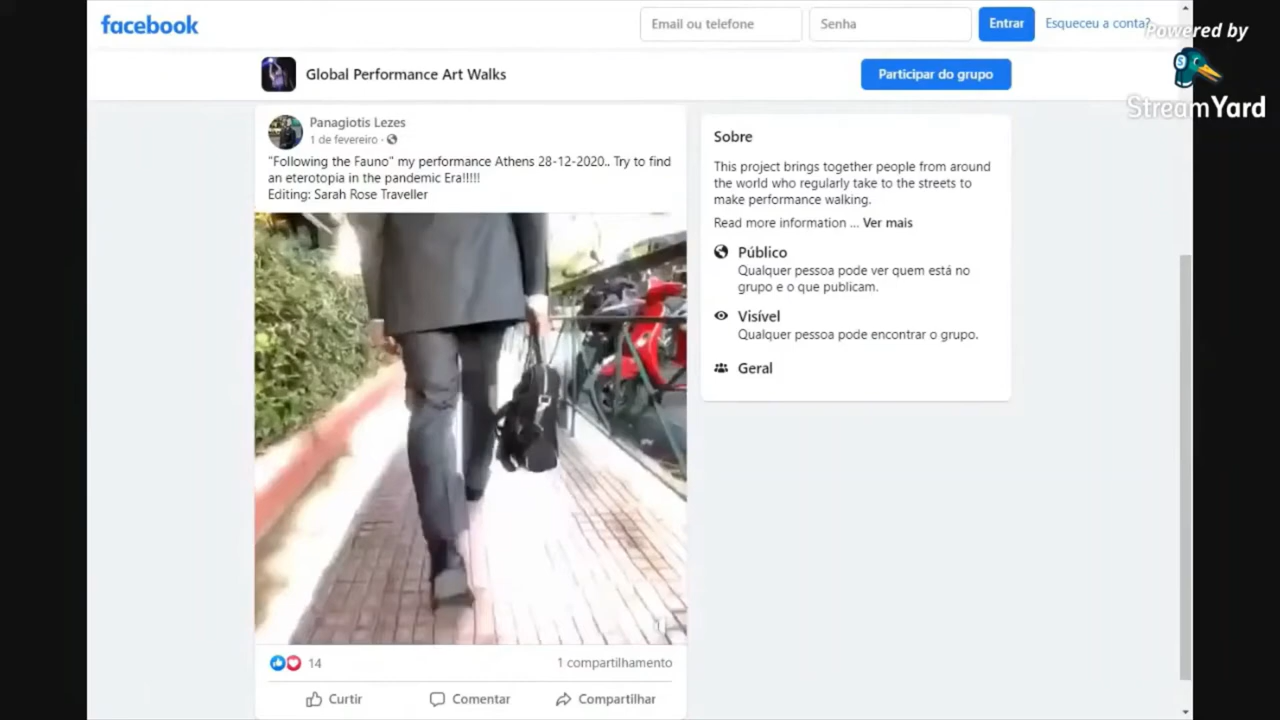 facebook
Email ou telefone
Senha
Entrar
Esqueceu a conta?
Powered by
StreamYard
Global Performance Art Walks
Participar do grupo
Panagiotis Lezes
1 de fevereiro ·
"Following the Fauno" my performance Athens 28-12-2020.. Try to find
an eterotopia in the pandemic Era!!!!!
Editing: Sarah Rose Traveller
Sobre
This project brings together people from around
the world who regularly take to the streets to
make performance walking.
Read more information ... Ver mais
Público
Qualquer pessoa pode ver quem está no
grupo e o que publicam.
Visível
Qualquer pessoa pode encontrar o grupo.
Geral
14
1 compartilhamento
Curtir
Comentar
Compartilhar